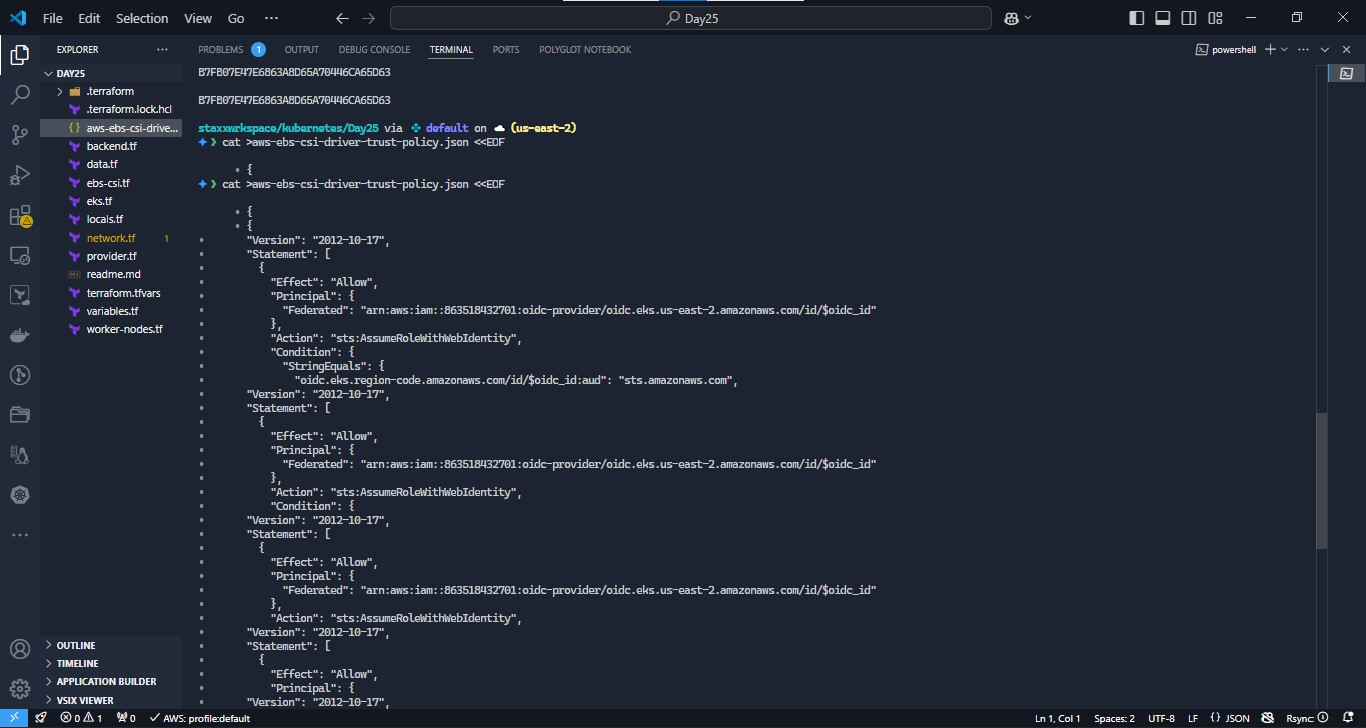 File Edit Selection View Go ··· Day25
EXPLORER ···
DAY25
.terraform
.terraform.lock.hcl
{} aws-ebs-csi-drive...
backend.tf
data.tf
ebs-csi.tf
eks.tf
locals.tf
network.tf 1
provider.tf
readme.md
terraform.tfvars
variables.tf
worker-nodes.tf
OUTLINE
TIMELINE
APPLICATION BUILDER
VSIX VIEWER
PROBLEMS 1 OUTPUT DEBUG CONSOLE TERMINAL PORTS POLYGLOT NOTEBOOK powershell
B7FB07E47E6863A8D65A70446CA65D63
B7FB07E47E6863A8D65A70446CA65D63
staxxwrkspace/kubernetes/Day25 via default on (us-east-2)
cat >aws-ebs-csi-driver-trust-policy.json <<EOF
{
cat >aws-ebs-csi-driver-trust-policy.json <<EOF
{
{
"Version": "2012-10-17",
"Statement": [
{
"Effect": "Allow",
"Principal": {
"Federated": "arn:aws:iam::863518432701:oidc-provider/oidc.eks.us-east-2.amazonaws.com/id/$oidc_id"
},
"Action": "sts:AssumeRoleWithWebIdentity",
"Condition": {
"StringEquals": {
"oidc.eks.region-code.amazonaws.com/id/$oidc_id:aud": "sts.amazonaws.com",
"Version": "2012-10-17",
"Statement": [
{
"Effect": "Allow",
"Principal": {
"Federated": "arn:aws:iam::863518432701:oidc-provider/oidc.eks.us-east-2.amazonaws.com/id/$oidc_id"
},
"Action": "sts:AssumeRoleWithWebIdentity",
"Condition": {
"Version": "2012-10-17",
"Statement": [
{
"Effect": "Allow",
"Principal": {
"Federated": "arn:aws:iam::863518432701:oidc-provider/oidc.eks.us-east-2.amazonaws.com/id/$oidc_id"
},
"Action": "sts:AssumeRoleWithWebIdentity",
"Version": "2012-10-17",
"Statement": [
{
"Effect": "Allow",
"Principal": {
"Version": "2012-10-17",
0 1 0 AWS: profile:default Ln 1, Col 1 Spaces: 2 UTF-8 LF {} JSON Rsync: